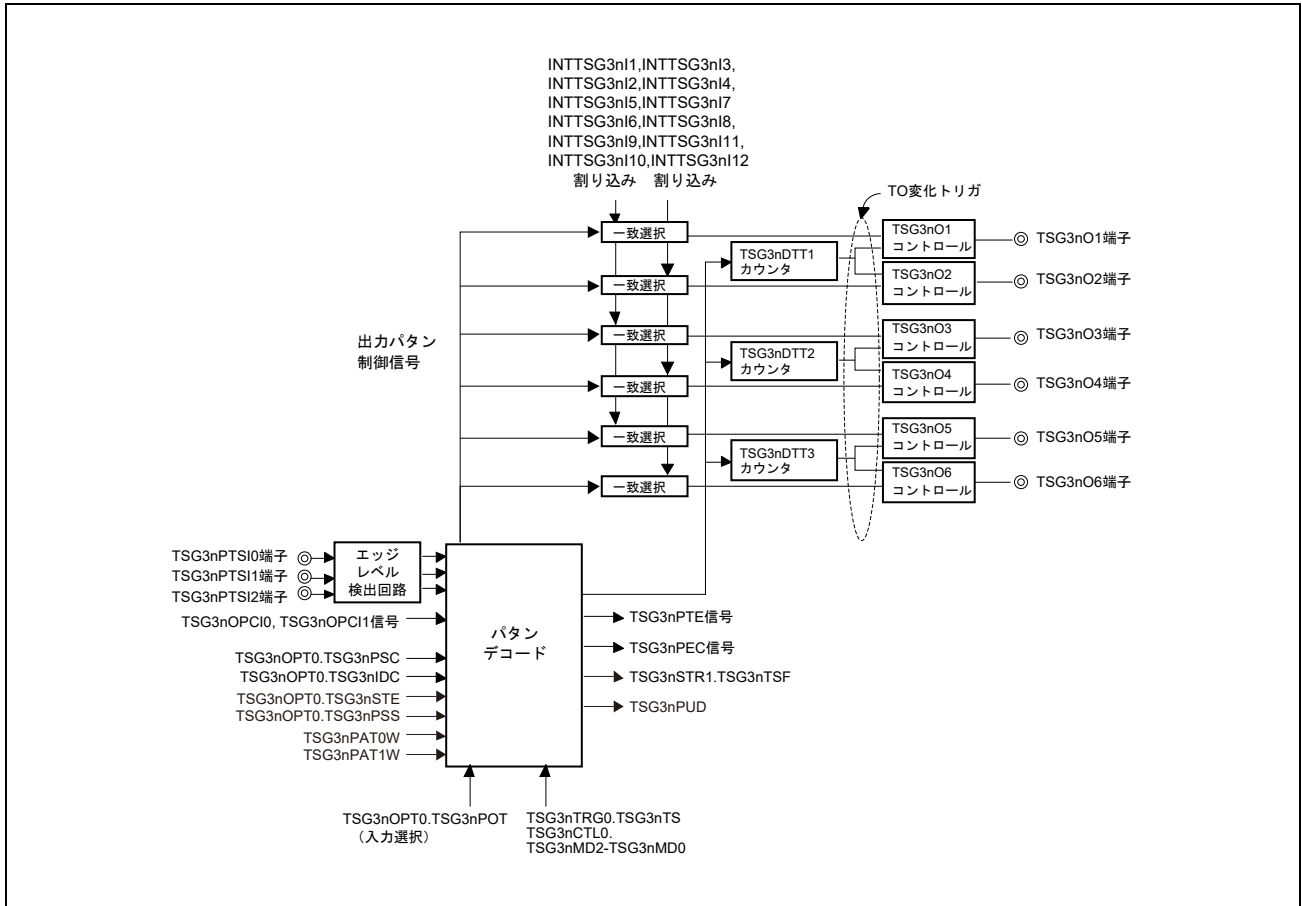 INTTSG3nI1,INTTSG3nI3,
INTTSG3nI2,INTTSG3nI4,
INTTSG3nI5,INTTSG3nI7
INTTSG3nI6,INTTSG3nI8,
INTTSG3nI9,INTTSG3nI11,
INTTSG3nI10,INTTSG3nI12
割り込み 割り込み
TO変化トリガ
一致選択
一致選択
一致選択
一致選択
一致選択
一致選択
TSG3nDTT1
カウンタ
TSG3nDTT2
カウンタ
TSG3nDTT3
カウンタ
TSG3nO1
コントロール
TSG3nO2
コントロール
TSG3nO3
コントロール
TSG3nO4
コントロール
TSG3nO5
コントロール
TSG3nO6
コントロール
TSG3nO1端子
TSG3nO2端子
TSG3nO3端子
TSG3nO4端子
TSG3nO5端子
TSG3nO6端子
出力パタン
制御信号
TSG3nPTSI0端子
TSG3nPTSI1端子
TSG3nPTSI2端子
エッジ
レベル
検出回路
TSG3nOPCI0, TSG3nOPCI1信号
TSG3nOPT0.TSG3nPSC
TSG3nOPT0.TSG3nIDC
TSG3nOPT0.TSG3nSTE
TSG3nOPT0.TSG3nPSS
TSG3nPAT0W
TSG3nPAT1W
パタン
デコード
TSG3nPTE信号
TSG3nPEC信号
TSG3nSTR1.TSG3nTSF
TSG3nPUD
TSG3nOPT0.TSG3nPOT
（入力選択）
TSG3nTRG0.TSG3nTS
TSG3nCTL0.
TSG3nMD2-TSG3nMD0